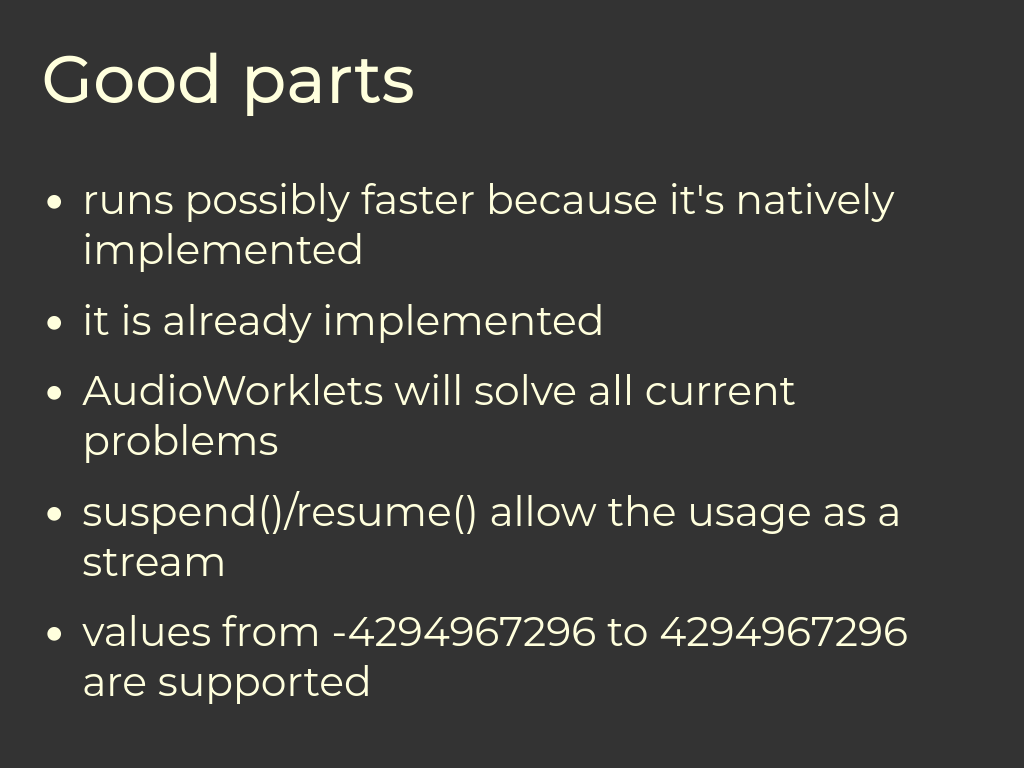 Good parts
• runs possibly faster because it's natively
implemented
• it is already implemented
• AudioWorklets will solve all current
problems
• suspend()/resume() allow the usage as a
stream
• values from -4294967296 to 4294967296
are supported